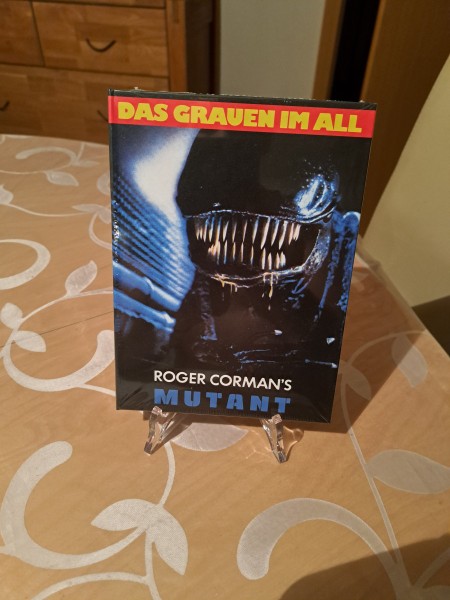 DAS GRAUEN IM ALL
ROGER CORMAN'S
MUTANT